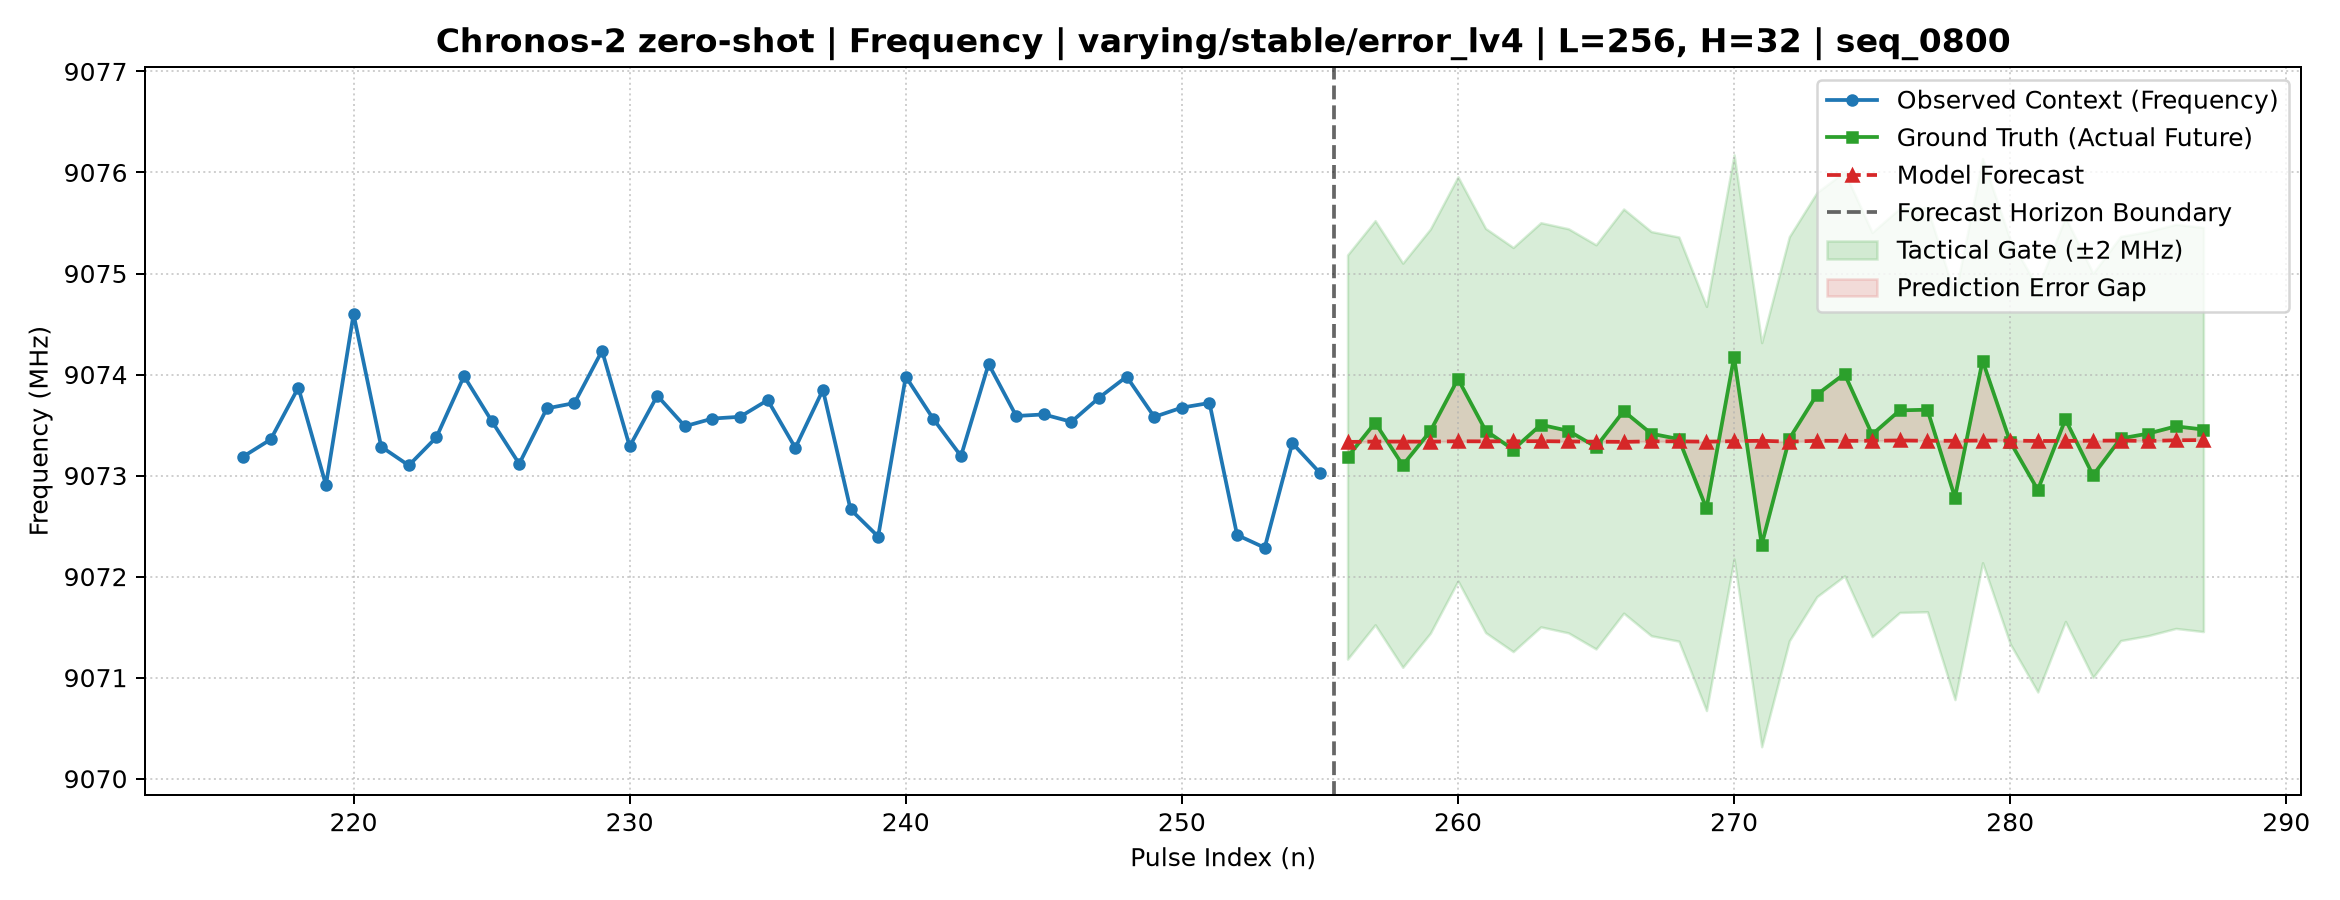 Chronos-2 zero-shot | Frequency | varying/stable/error_lv4 | L=256, H=32 | seq_0800
9077
9076
9075
9074
9073
9072
9071
9070
Frequency (MHz)
Observed Context (Frequency)
Ground Truth (Actual Future)
Model Forecast
Forecast Horizon Boundary
Tactical Gate (±2 MHz)
Prediction Error Gap
220 230 240 250 260 270 280 290
Pulse Index (n)